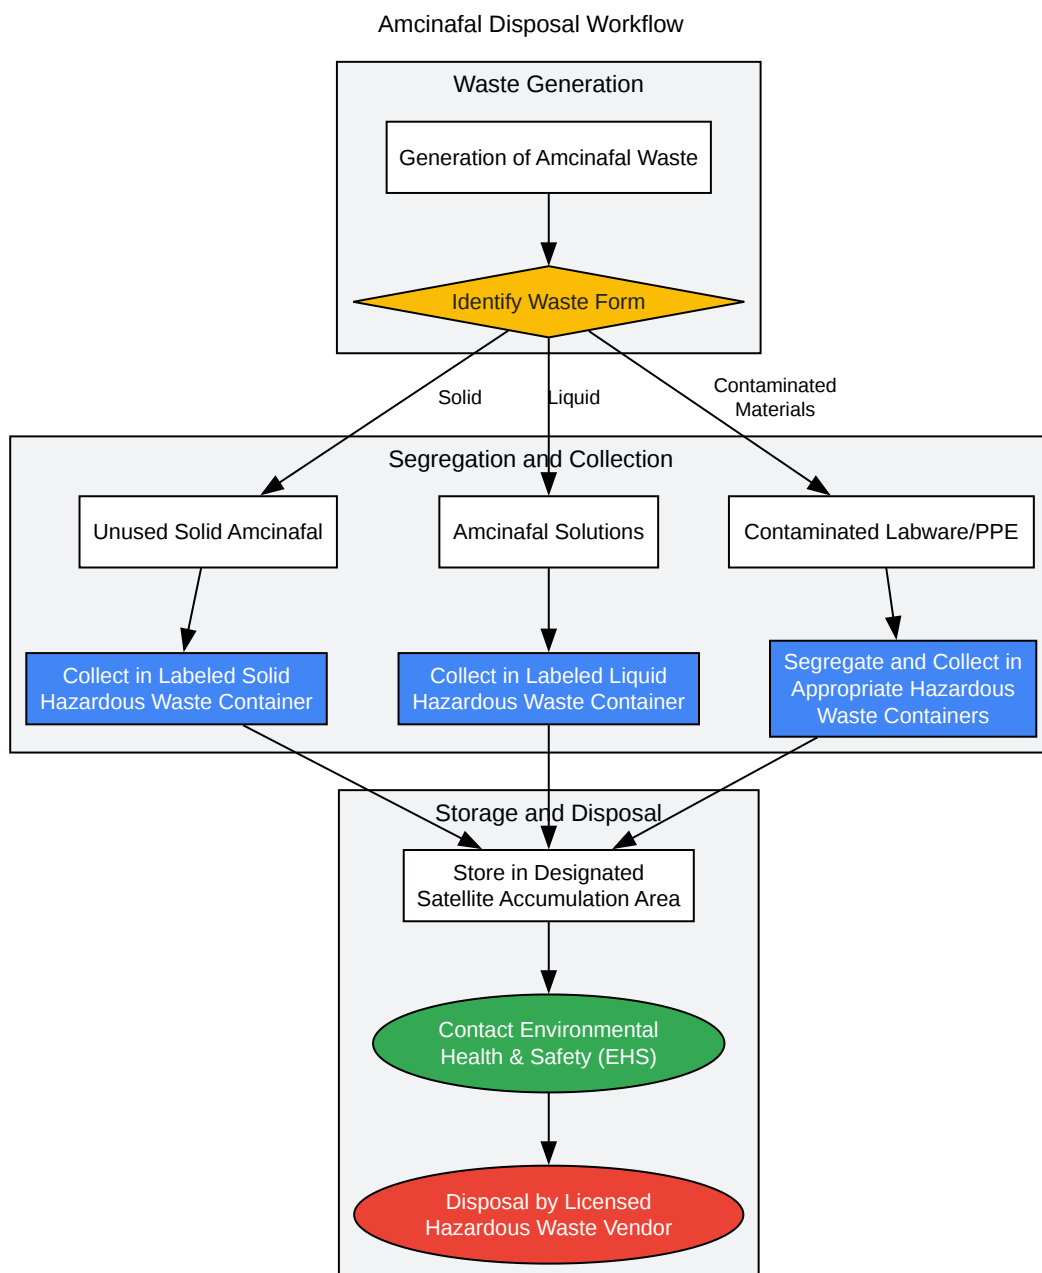 Amcinafal Disposal Workflow
Waste Generation
Generation of Amcinafal Waste
Identify Waste Form
Solid
Liquid
Contaminated
Materials
Segregation and Collection
Unused Solid Amcinafal
Amcinafal Solutions
Contaminated Labware/PPE
Collect in Labeled Solid
Hazardous Waste Container
Collect in Labeled Liquid
Hazardous Waste Container
Segregate and Collect in
Appropriate Hazardous
Waste Containers
Storage and Disposal
Store in Designated
Satellite Accumulation Area
Contact Environmental
Health & Safety (EHS)
Disposal by Licensed
Hazardous Waste Vendor